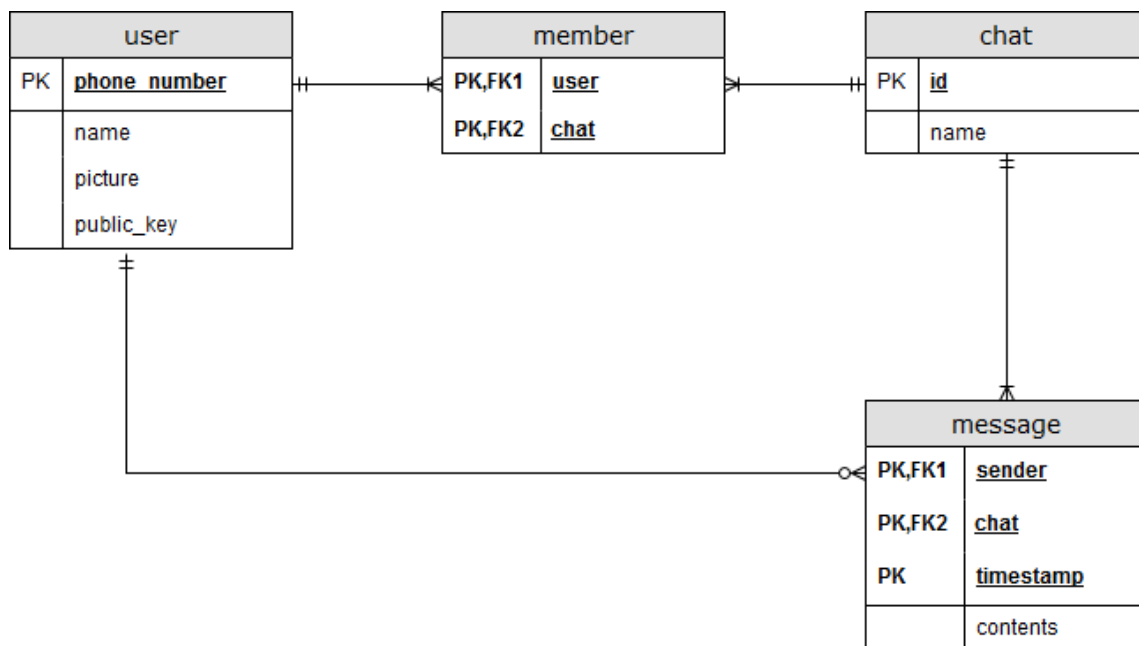 user
PK phone_number
name
picture
public_key
member
PK,FK1 user
PK,FK2 chat
chat
PK id
name
message
PK,FK1 sender
PK,FK2 chat
PK timestamp
contents